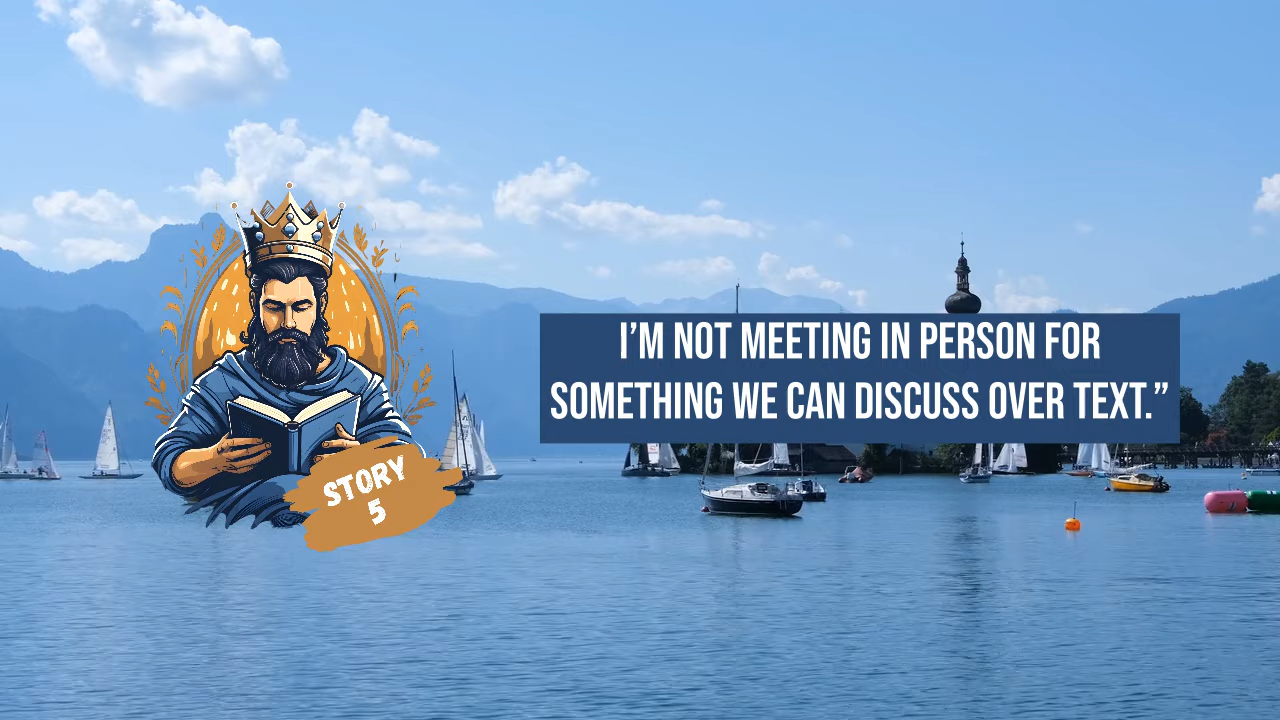 STORY
5
I'M NOT MEETING IN PERSON FOR
SOMETHING WE CAN DISCUSS OVER TEXT.”